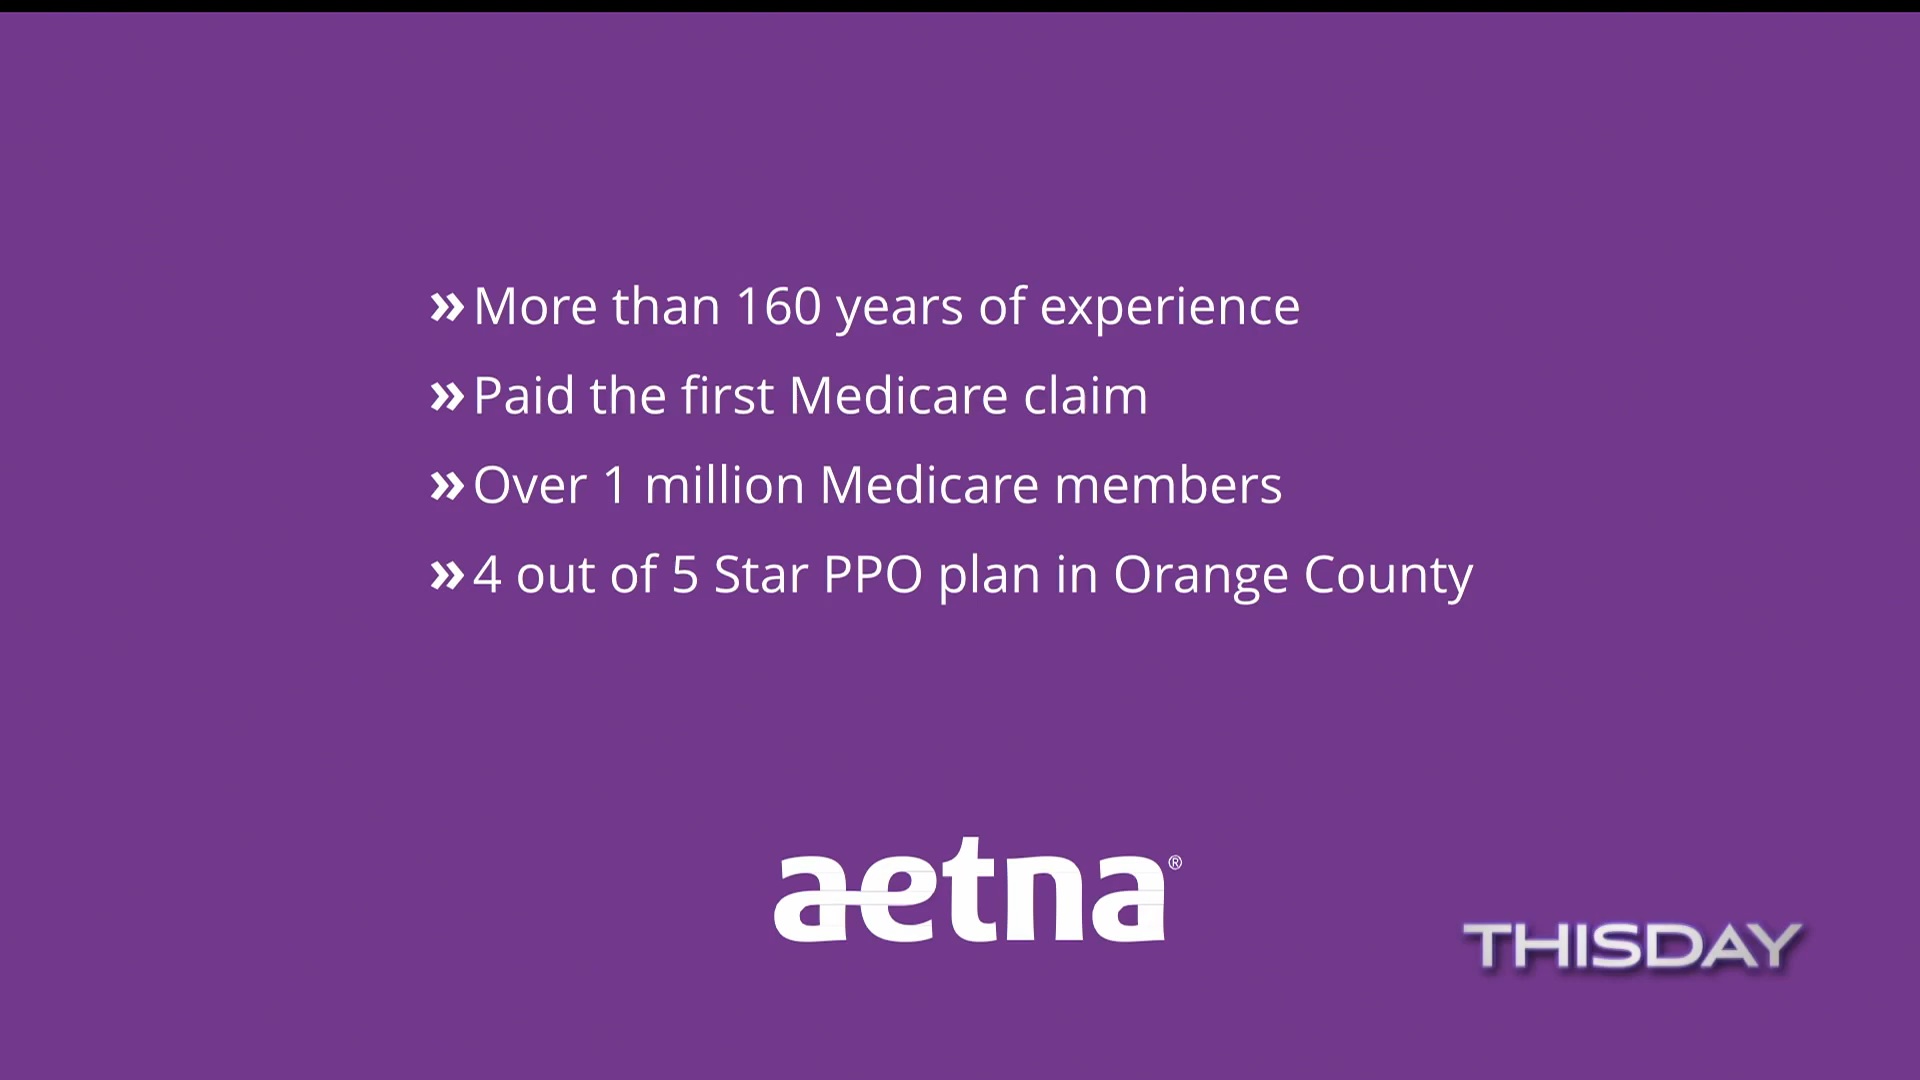 » More than 160 years of experience
» Paid the first Medicare claim
» Over 1 million Medicare members
» 4 out of 5 Star PPO plan in Orange County
aetna®
THISDAY